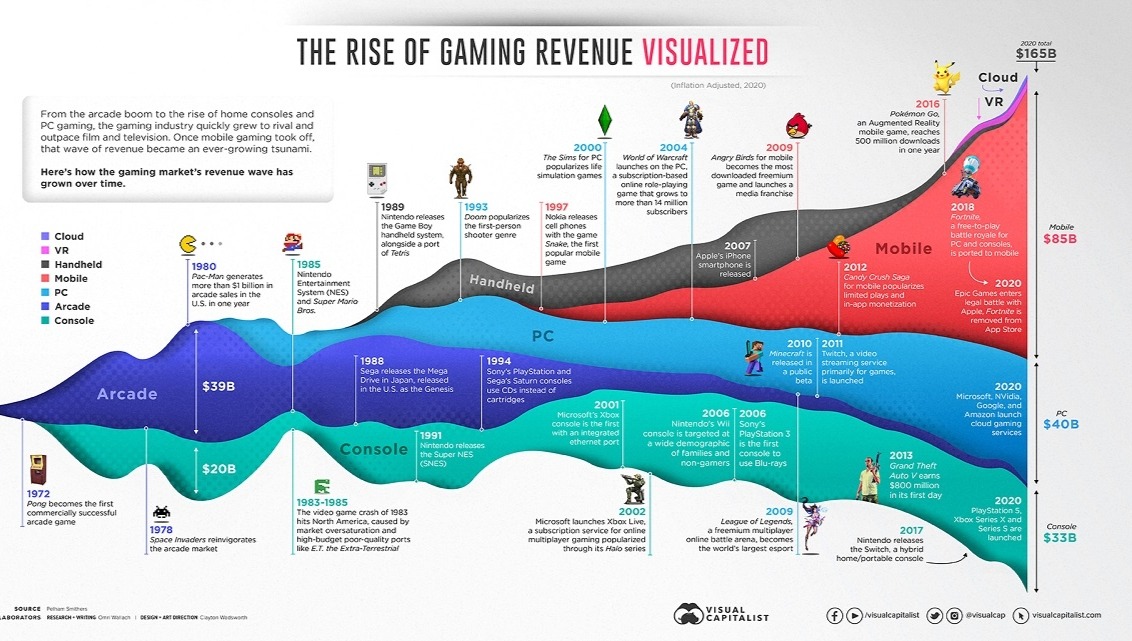 THE RISE OF GAMING REVENUE VISUALIZED
(Inflation Adjusted, 2020)
2020 total
$165B
From the arcade boom to the rise of home consoles and
PC gaming, the gaming industry quickly grew to rival and
outpace film and television. Once mobile gaming took off,
that wave of revenue became an ever-growing tsunami.
Here's how the gaming market's revenue wave has
grown over time.
Cloud
VR
Handheld
Mobile
PC
Arcade
Console
1972
Pong becomes the first
commercially successful
arcade game
1978
Space Invaders reinvigorates
the arcade market
1980
Pac-Man generates
more than $1 billion in
arcade sales in the
U.S. in one year
1985
Nintendo
Entertainment
System (NES)
and Super Mario
Bros.
1983-1985
The video game crash of 1983
hits North America, caused by
market oversaturation and
high-budget poor-quality ports
like E.T. the Extra-Terrestrial
1989
Nintendo releases
the Game Boy
handheld system,
alongside a port
of Tetris
1993
Doom popularizes
the first-person
shooter genre
1997
Nokia releases
cell phones
with the game
Snake, the first
popular mobile
game
2000
The Sims for PC
popularizes life
simulation games
2004
World of Warcraft
launches on the PC,
a subscription-based
online role-playing
game that grows to
more than 14 million
subscribers
2009
Angry Birds for mobile
becomes the most
downloaded freemium
game and launches a
media franchise
2016
Pokémon Go,
an Augmented Reality
mobile game, reaches
500 million downloads
in one year
Cloud
VR
Arcade
$39B
$20B
Console
Handheld
PC
Mobile
1988
Sega releases the Mega
Drive in Japan, released
in the U.S. as the Genesis
1991
Nintendo releases
the Super NES
(SNES)
1994
Sony's PlayStation and
Sega's Saturn consoles
use CDs instead of
cartridges
2001
Microsoft's Xbox
console is the first
with an integrated
ethernet port
2002
Microsoft launches Xbox Live,
a subscription service for online
multiplayer gaming popularized
through its Halo series
2006
Nintendo's Wii
console is targeted at
a wide demographic
of families and
non-gamers
2006
Sony's
PlayStation 3
is the first
console to
use Blu-rays
2007
Apple's iPhone
smartphone is
released
2009
League of Legends,
a freemium multiplayer
online battle arena, becomes
the world's largest esport
2010
Minecraft is
released in
a public
beta
2011
Twitch, a video
streaming service
primarily for games,
is launched
2012
Candy Crush Saga
for mobile popularizes
limited plays and
in-app monetization
2013
Grand Theft
Auto V earns
$800 million
in its first day
2017
Nintendo releases
the Switch, a hybrid
home/portable console
2018
Fortnite,
a free-to-play
battle royale for
PC and consoles,
is ported to mobile
2020
Epic Games enters
legal battle with
Apple, Fortnite is
removed from
App Store
2020
Microsoft, NVidia,
Google, and
Amazon launch
cloud gaming
services
2020
PlayStation 5,
Xbox Series X and
Series S are
launched
Mobile
$85B
PC
$40B
Console
$33B
SOURCE Pelham Smithers
LABORATORS RESEARCH + WRITING Omri Wallach | DESIGN + ART DIRECTION Clayton Wadsworth
VISUAL
CAPITALIST
/visualcapitalist
@visualcap
visualcapitalist.com